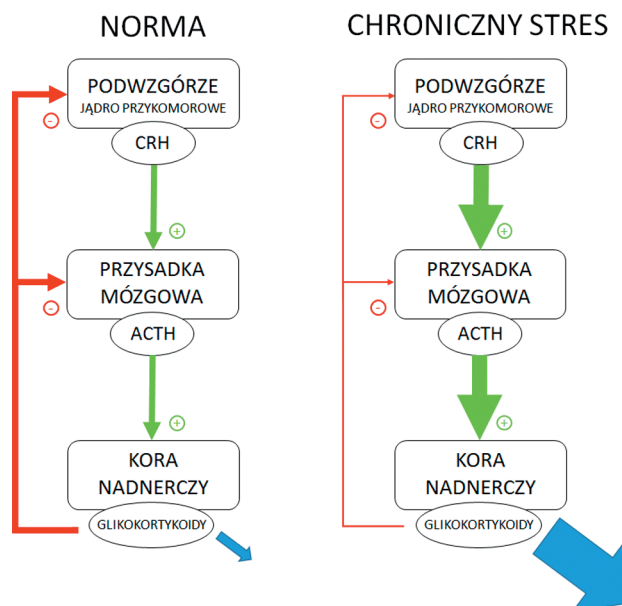 NORMA
PODWZGÓRZE
JĄDRO PRZYKOMOROWE
-
CRH
+
PRZYSADKA
MÓZGOWA
-
ACTH
+
KORA
NADNERCZY
GLIKOKORTYKOIDY
CHRONICZNY STRES
PODWZGÓRZE
JĄDRO PRZYKOMOROWE
-
CRH
+
PRZYSADKA
MÓZGOWA
-
ACTH
+
KORA
NADNERCZY
GLIKOKORTYKOIDY